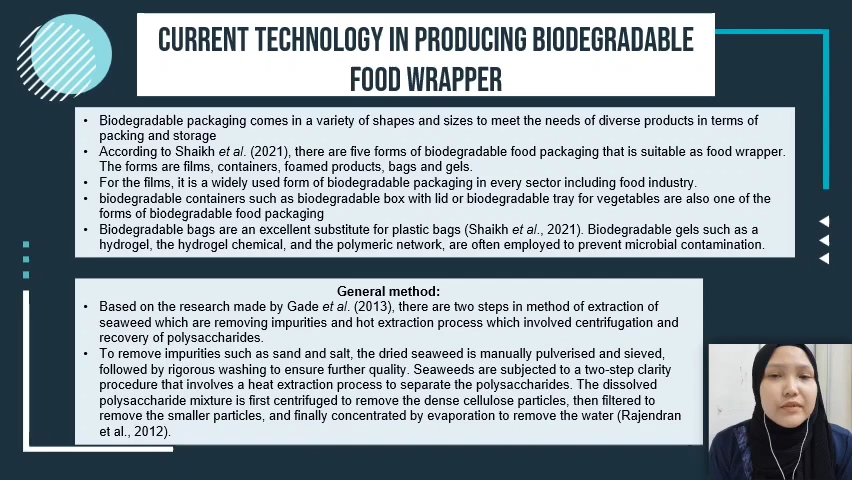 CURRENT TECHNOLOGY IN PRODUCING BIODEGRADABLE
FOOD WRAPPER
• Biodegradable packaging comes in a variety of shapes and sizes to meet the needs of diverse products in terms of
packing and storage
• According to Shaikh et al. (2021), there are five forms of biodegradable food packaging that is suitable as food wrapper.
The forms are films, containers, foamed products, bags and gels.
• For the films, it is a widely used form of biodegradable packaging in every sector including food industry.
• biodegradable containers such as biodegradable box with lid or biodegradable tray for vegetables are also one of the
forms of biodegradable food packaging
• Biodegradable bags are an excellent substitute for plastic bags (Shaikh et al., 2021). Biodegradable gels such as a
hydrogel, the hydrogel chemical, and the polymeric network, are often employed to prevent microbial contamination.
General method:
• Based on the research made by Gade et al. (2013), there are two steps in method of extraction of
seaweed which are removing impurities and hot extraction process which involved centrifugation and
recovery of polysaccharides.
• To remove impurities such as sand and salt, the dried seaweed is manually pulverised and sieved,
followed by rigorous washing to ensure further quality. Seaweeds are subjected to a two-step clarity
procedure that involves a heat extraction process to separate the polysaccharides. The dissolved
polysaccharide mixture is first centrifuged to remove the dense cellulose particles, then filtered to
remove the smaller particles, and finally concentrated by evaporation to remove the water (Rajendran
et al., 2012).